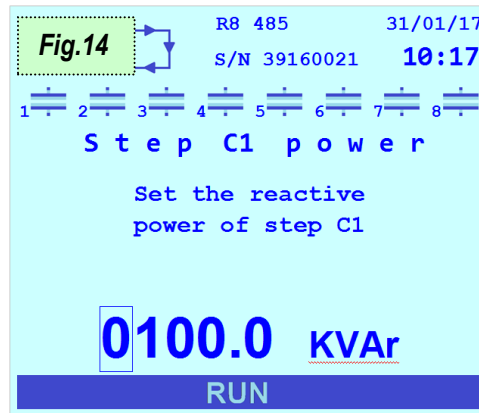 Fig.14
R8 485 31/01/17
S/N 39160021 10:17
1 2 3 4 5 6 7 8
Step C1 power
Set the reactive
power of step C1
0100.0 KVAr
RUN